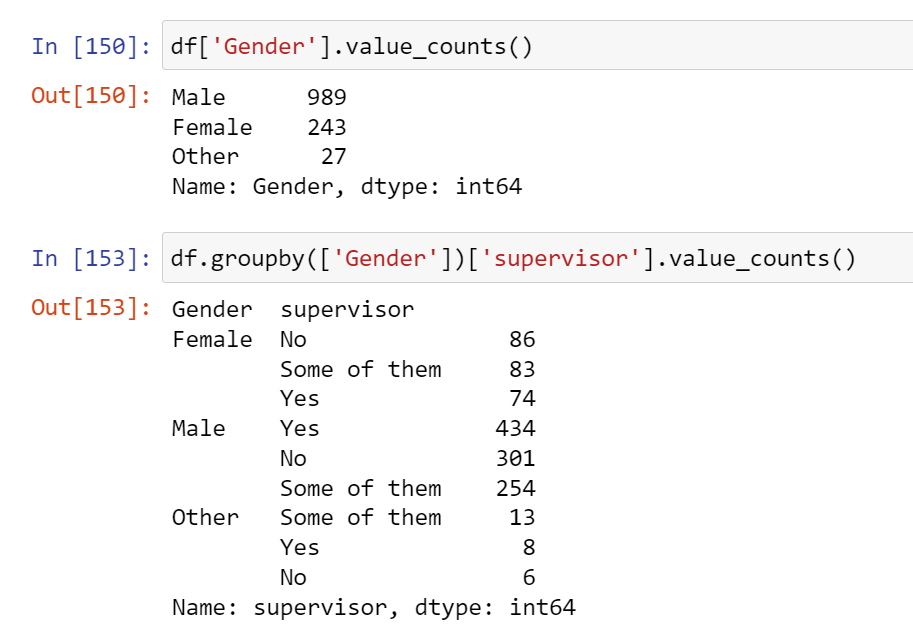 In [150]: df['Gender'].value_counts()
Out[150]: Male      989
Female    243
Other      27
Name: Gender, dtype: int64
In [153]: df.groupby(['Gender'])['supervisor'].value_counts()
Out[153]: Gender  supervisor
Female  No               86
Some of them     83
Yes              74
Male    Yes             434
No              301
Some of them    254
Other   Some of them     13
Yes               8
No                6
Name: supervisor, dtype: int64